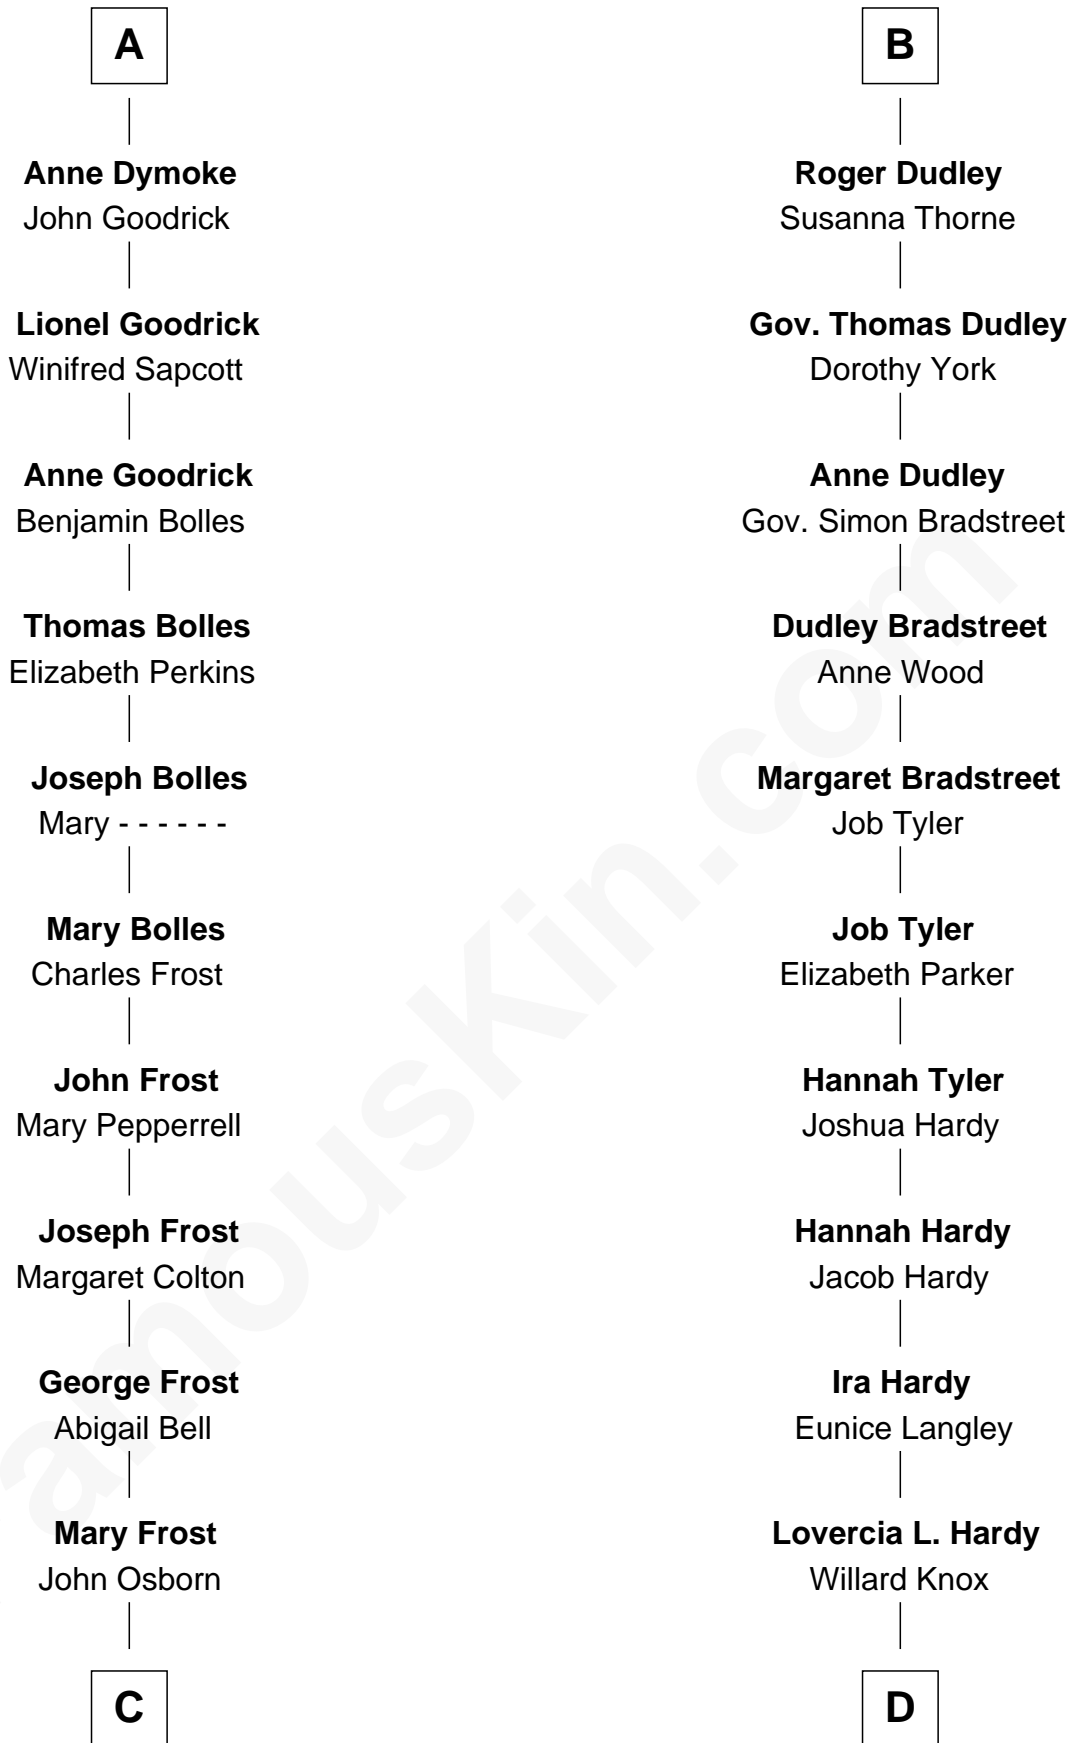 A
Anne Dymoke
John Goodrick
Lionel Goodrick
Winifred Sapcott
Anne Goodrick
Benjamin Bolles
Thomas Bolles
Elizabeth Perkins
Joseph Bolles
Mary - - - - - -
Mary Bolles
Charles Frost
John Frost
Mary Pepperrell
Joseph Frost
Margaret Colton
George Frost
Abigail Bell
Mary Frost
John Osborn
C
B
Roger Dudley
Susanna Thorne
Gov. Thomas Dudley
Dorothy York
Anne Dudley
Gov. Simon Bradstreet
Dudley Bradstreet
Anne Wood
Margaret Bradstreet
Job Tyler
Job Tyler
Elizabeth Parker
Hannah Tyler
Joshua Hardy
Hannah Hardy
Jacob Hardy
Ira Hardy
Eunice Langley
Lovercia L. Hardy
Willard Knox
D
amousKin.com